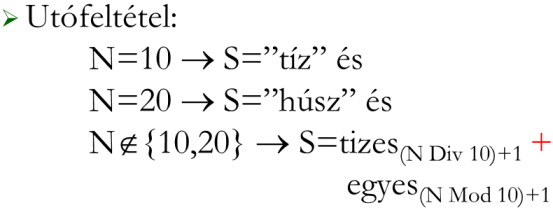 ➢ Utófeltétel:
N=10 → S=”tíz” és
N=20 → S=”húsz” és
N∉{10,20} → S=tizes(N Div 10)+1 +
egyes(N Mod 10)+1